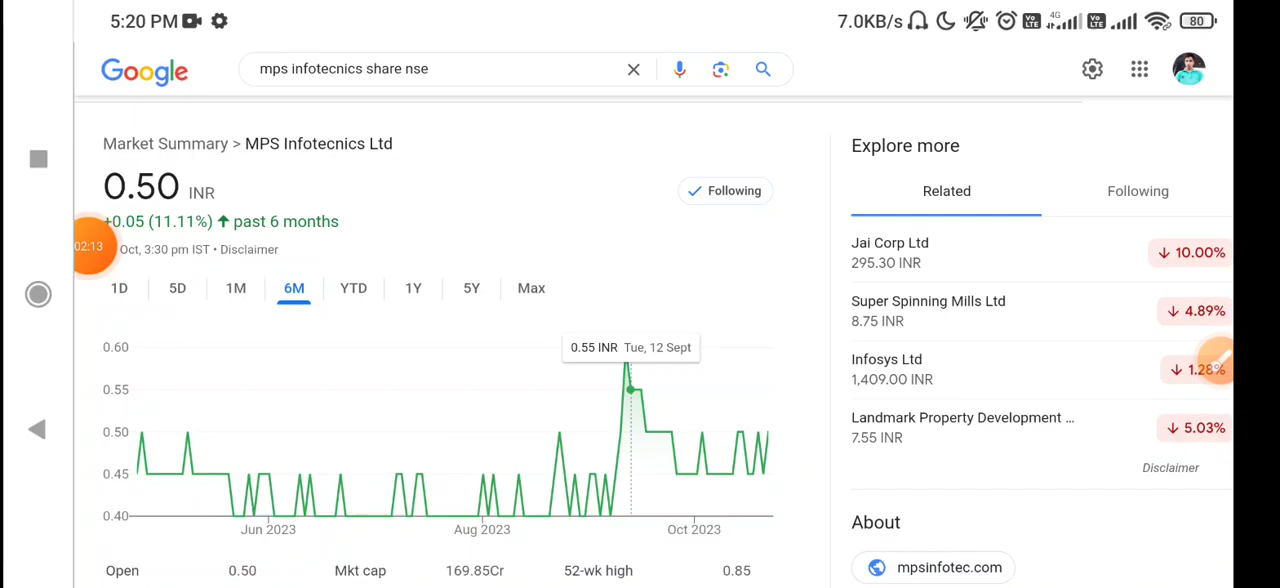 5:20 PM
7.0KB/s
Vo LTE
4G
Vo LTE
80
Google
mps infotecnics share nse
Market Summary > MPS Infotecnics Ltd
0.50 INR
Following
+0.05 (11.11%) ↑ past 6 months
02:13
Oct, 3:30 pm IST • Disclaimer
1D
5D
1M
6M
YTD
1Y
5Y
Max
0.55 INR Tue, 12 Sept
0.60
0.55
0.50
0.45
0.40
Jun 2023
Aug 2023
Oct 2023
Open
0.50
Mkt cap
169.85Cr
52-wk high
0.85
Explore more
Related
Following
Jai Corp Ltd
295.30 INR
↓ 10.00%
Super Spinning Mills Ltd
8.75 INR
↓ 4.89%
Infosys Ltd
1,409.00 INR
↓ 1.28%
Landmark Property Development ...
7.55 INR
↓ 5.03%
Disclaimer
About
mpsinfotec.com